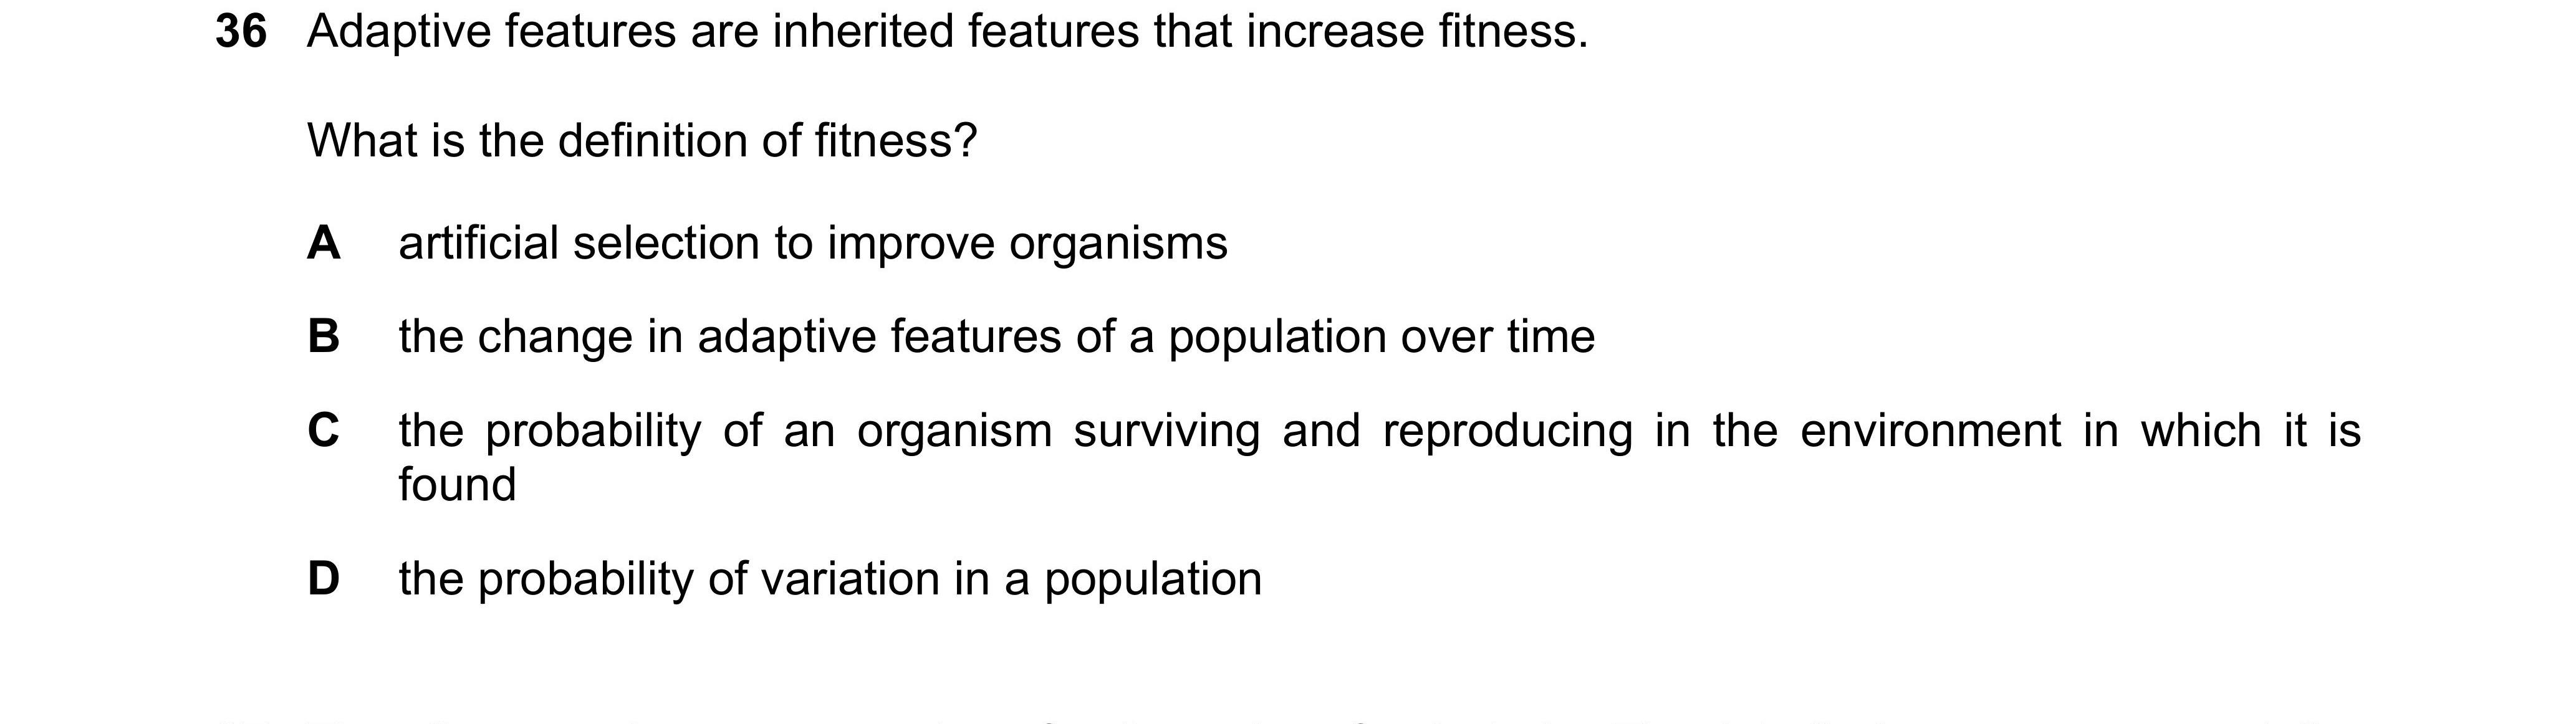 36 Adaptive features are inherited features that increase fitness.
What is the definition of fitness?
A artificial selection to improve organisms
B the change in adaptive features of a population over time
C the probability of an organism surviving and reproducing in the environment in which it is
found
D the probability of variation in a population